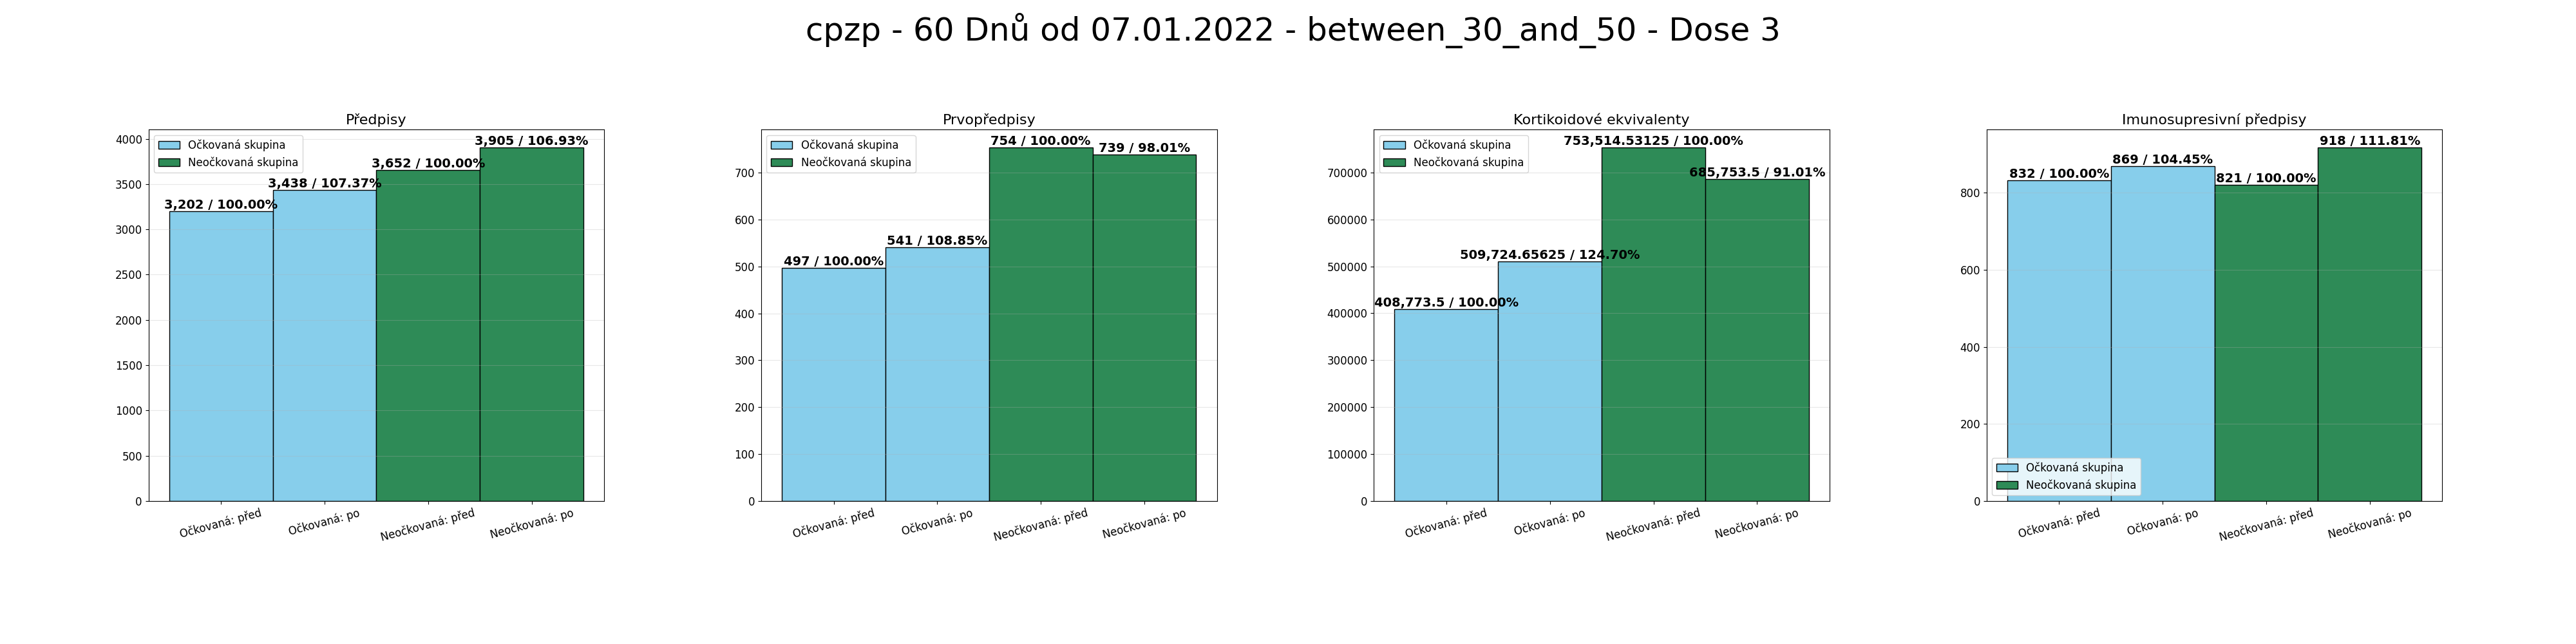 cpzp - 60 Dnů od 07.01.2022 - between_30_and_50 - Dose 3
Předpisy
Očkovaná skupina
Neočkovaná skupina
3,202 / 100.00%
3,438 / 107.37%
3,652 / 100.00%
3,905 / 106.93%
4000
3500
3000
2500
2000
1500
1000
500
0
Očkovaná: před
Očkovaná: po
Neočkovaná: před
Neočkovaná: po
Prvopředpisy
Očkovaná skupina
Neočkovaná skupina
497 / 100.00%
541 / 108.85%
754 / 100.00%
739 / 98.01%
700
600
500
400
300
200
100
0
Očkovaná: před
Očkovaná: po
Neočkovaná: před
Neočkovaná: po
Kortikoidové ekvivalenty
Očkovaná skupina
Neočkovaná skupina
408,773.5 / 100.00%
509,724.65625 / 124.70%
753,514.53125 / 100.00%
685,753.5 / 91.01%
700000
600000
500000
400000
300000
200000
100000
0
Očkovaná: před
Očkovaná: po
Neočkovaná: před
Neočkovaná: po
Imunosupresivní předpisy
832 / 100.00%
869 / 104.45%
821 / 100.00%
918 / 111.81%
800
600
400
200
0
Očkovaná skupina
Neočkovaná skupina
Očkovaná: před
Očkovaná: po
Neočkovaná: před
Neočkovaná: po